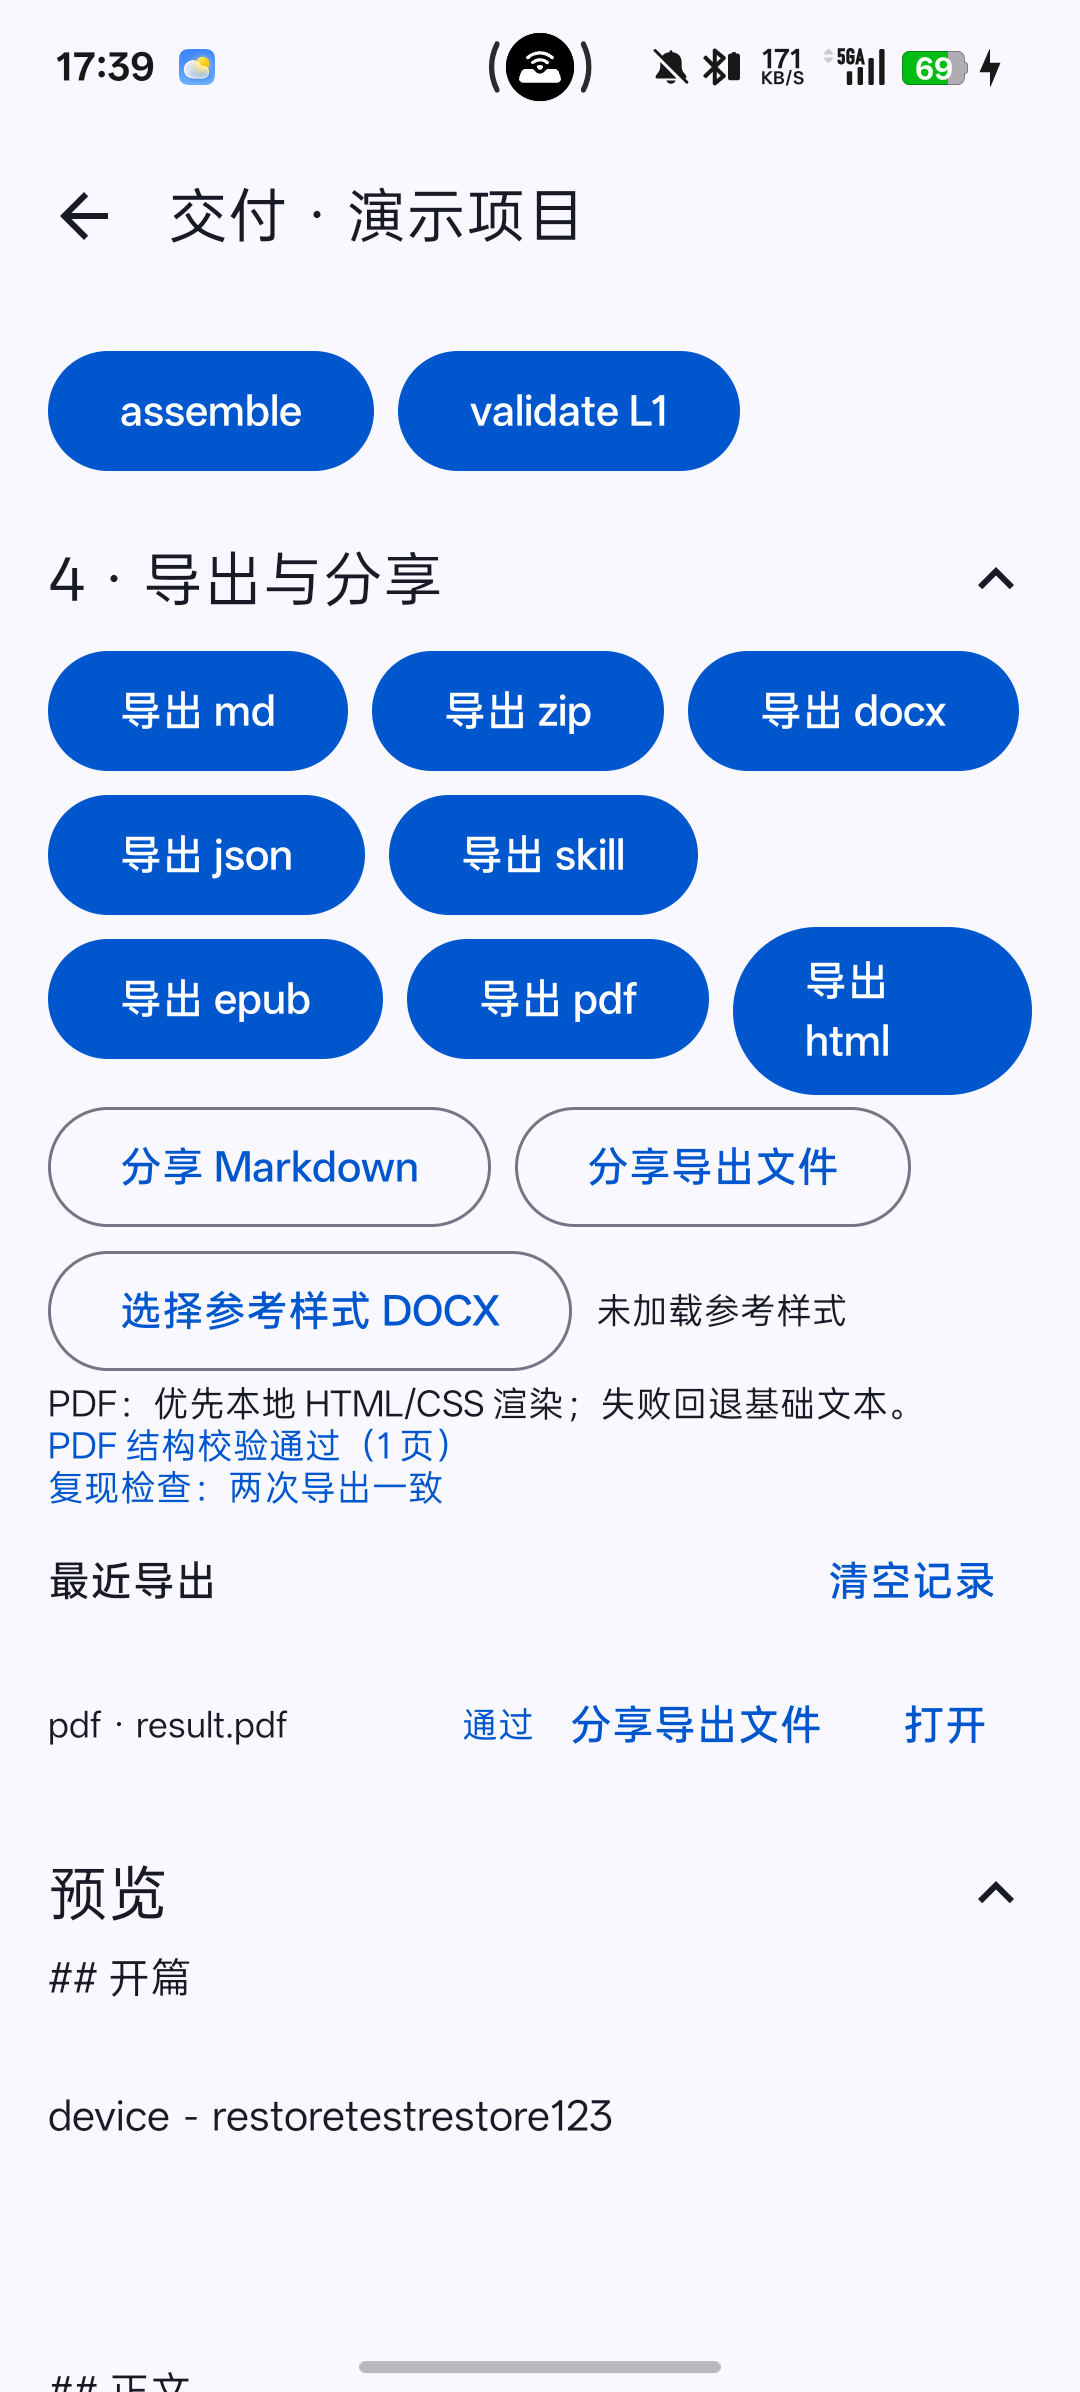 17:39
171
KB/S
5GA
69
交付 · 演示项目
assemble
validate L1
4 · 导出与分享
导出 md
导出 zip
导出 docx
导出 json
导出 skill
导出 epub
导出 pdf
导出
html
分享 Markdown
分享导出文件
选择参考样式 DOCX
未加载参考样式
PDF：优先本地 HTML/CSS 渲染；失败回退基础文本。
PDF 结构校验通过（1 页）
复现检查：两次导出一致
最近导出
清空记录
pdf · result.pdf
通过
分享导出文件
打开
预览
## 开篇
device - restoretestrestore123
## 正文